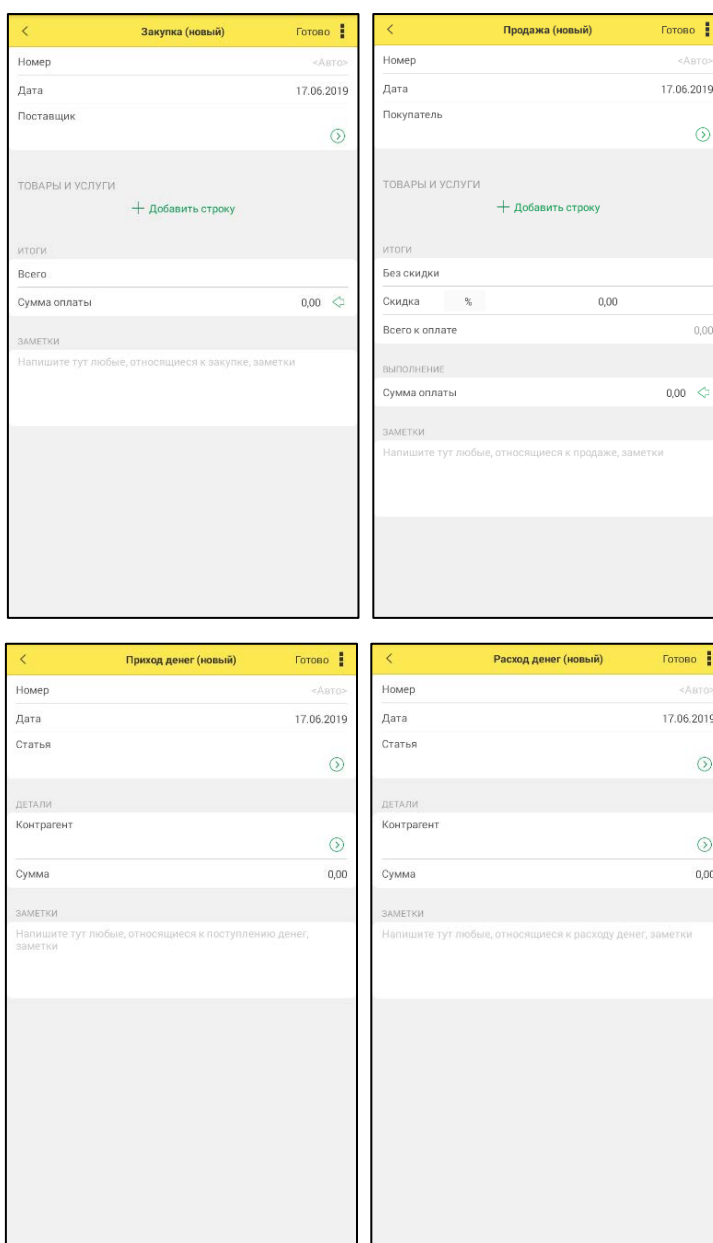 Закупка (новый) Готово
Номер <Авто>
Дата 17.06.2019
Поставщик
ТОВАРЫ И УСЛУГИ
+ Добавить строку
ИТОГИ
Всего
Сумма оплаты 0,00
ЗАМЕТКИ
Напишите тут любые, относящиеся к закупке, заметки
Продажа (новый) Готово
Номер <Авто>
Дата 17.06.2019
Покупатель
ТОВАРЫ И УСЛУГИ
+ Добавить строку
ИТОГИ
Без скидки
Скидка % 0,00
Всего к оплате 0,00
ВЫПОЛНЕНИЕ
Сумма оплаты 0,00
ЗАМЕТКИ
Напишите тут любые, относящиеся к продаже, заметки
Приход денег (новый) Готово
Номер <Авто>
Дата 17.06.2019
Статья
ДЕТАЛИ
Контрагент
Сумма 0,00
ЗАМЕТКИ
Напишите тут любые, относящиеся к поступлению денег,
заметки
Расход денег (новый) Готово
Номер <Авто>
Дата 17.06.2019
Статья
ДЕТАЛИ
Контрагент
Сумма 0,00
ЗАМЕТКИ
Напишите тут любые, относящиеся к расходу денег, заметки